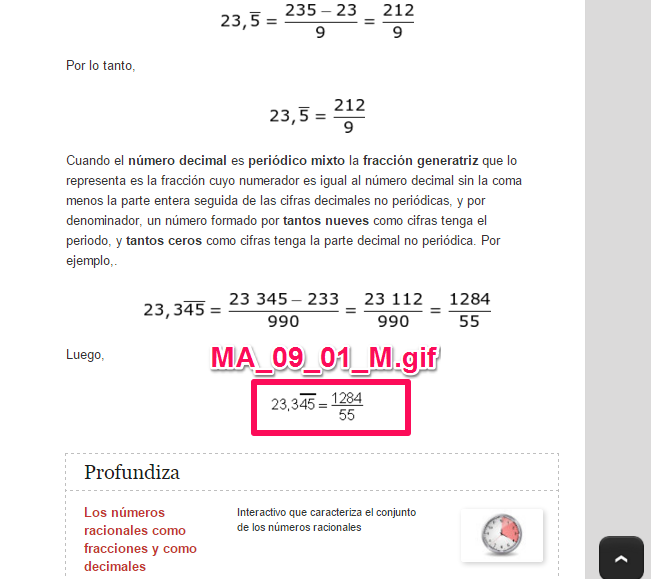 23,5̅ = (235 – 23)/9 = 212/9
Por lo tanto,
23,5̅ = 212/9
Cuando el número decimal es periódico mixto la fracción generatriz que lo
representa es la fracción cuyo numerador es igual al número decimal sin la coma
menos la parte entera seguida de las cifras decimales no periódicas, y por
denominador, un número formado por tantos nueves como cifras tenga el
periodo, y tantos ceros como cifras tenga la parte decimal no periódica. Por
ejemplo,.
23,34̅5̅ = (23 345 – 233)/990 = 23 112/990 = 1284/55
Luego,
MA_09_01_M.gif
23,34̅5̅ = 1284/55
Profundiza
Los números
racionales como
fracciones y como
decimales
Interactivo que caracteriza el conjunto
de los números racionales